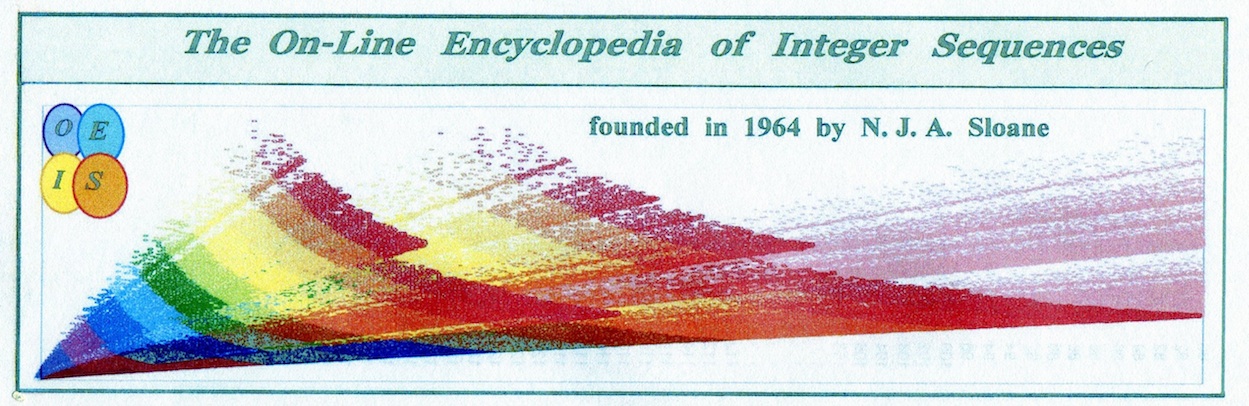 The On-Line Encyclopedia of Integer Sequences
O E
I S
founded in 1964 by N. J. A. Sloane